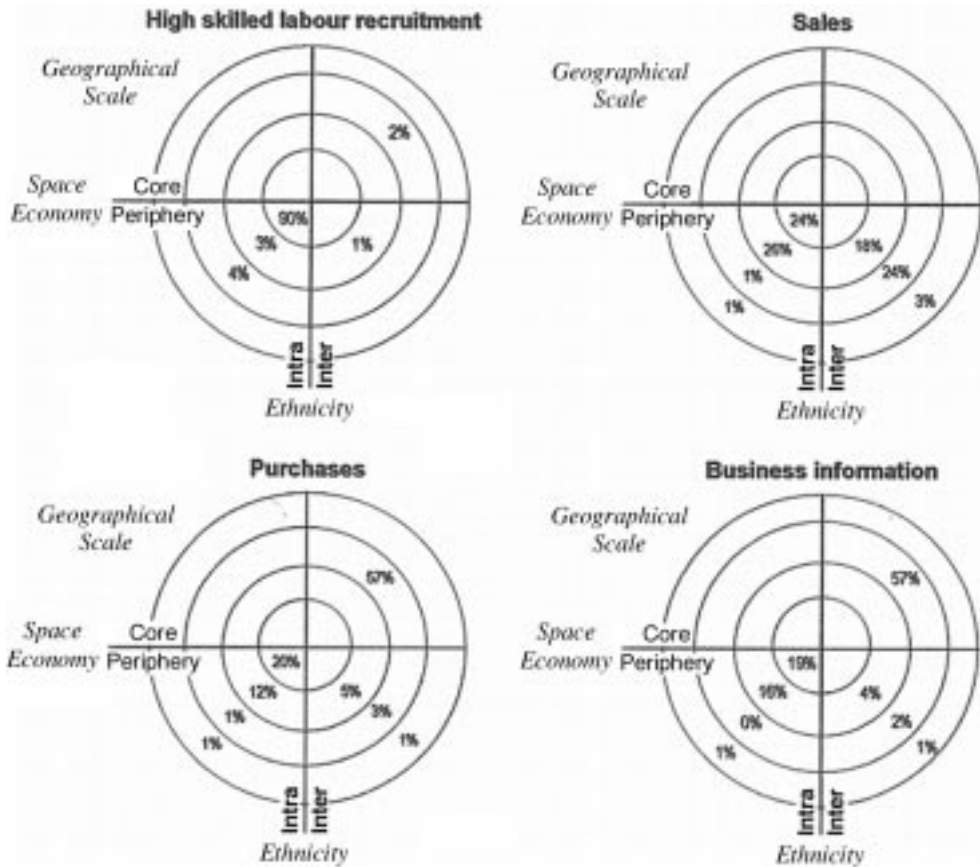 High skilled labour recruitment
Geographical
Scale
2%
Space
Economy
Core
Periphery
90%
3%
1%
4%
Intra
Inter
Ethnicity
Sales
Geographical
Scale
Space
Economy
Core
Periphery
24%
26%
18%
1%
24%
1%
3%
Intra
Inter
Ethnicity
Purchases
Geographical
Scale
57%
Space
Economy
Core
Periphery
20%
12%
5%
1%
3%
1%
1%
Intra
Inter
Ethnicity
Business information
Geographical
Scale
57%
Space
Economy
Core
Periphery
19%
16%
4%
0%
2%
1%
1%
Intra
Inter
Ethnicity